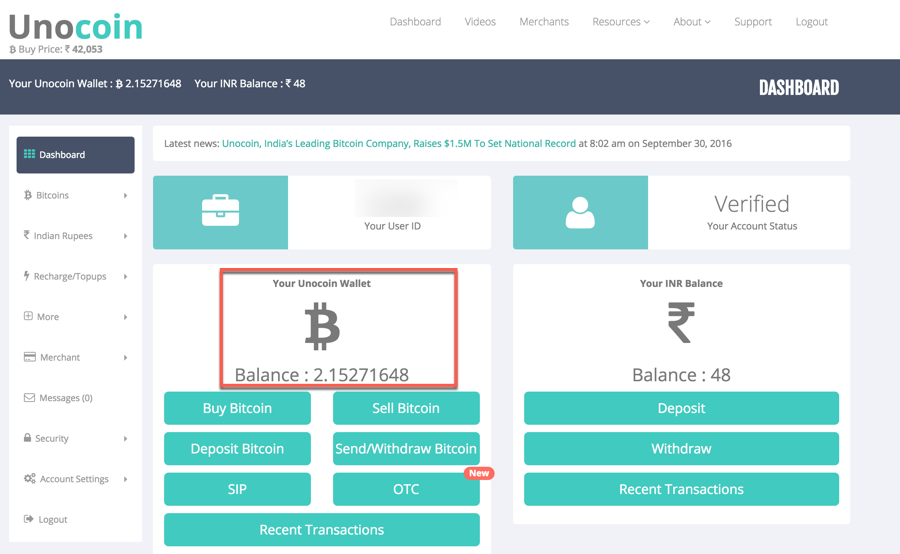 Unocoin
Dashboard Videos Merchants Resources About Support Logout
฿ Buy Price: ₹ 42,053
Your Unocoin Wallet : ฿ 2.15271648 Your INR Balance : ₹ 48
DASHBOARD
Dashboard
Bitcoins
₹ Indian Rupees
Recharge/Topups
More
Merchant
Messages (0)
Security
Account Settings
Logout
Latest news: Unocoin, India's Leading Bitcoin Company, Raises $1.5M To Set National Record at 8:02 am on September 30, 2016
Your User ID
Verified
Your Account Status
Your Unocoin Wallet
฿
Balance : 2.15271648
Buy Bitcoin
Sell Bitcoin
Deposit Bitcoin
Send/Withdraw Bitcoin
SIP
New
OTC
Recent Transactions
Your INR Balance
₹
Balance : 48
Deposit
Withdraw
Recent Transactions